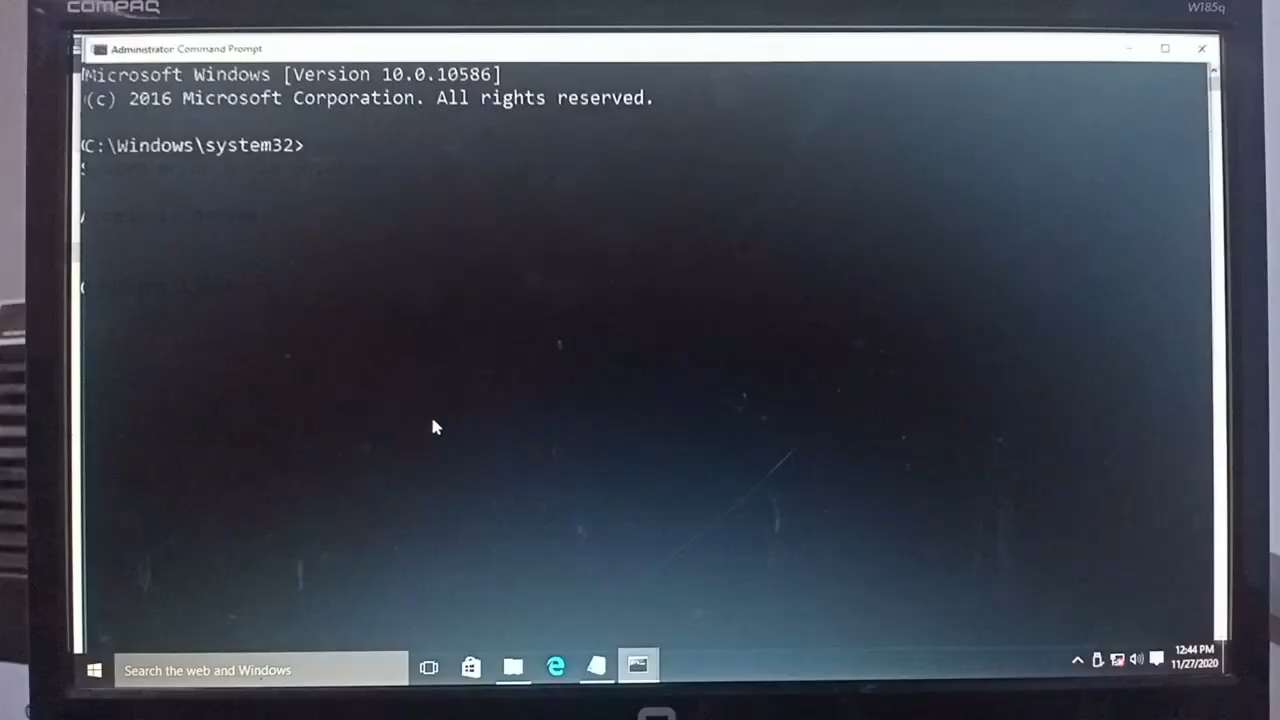 COMPAQ
W185q
Administrator Command Prompt
Microsoft Windows [Version 10.0.10586]
(c) 2016 Microsoft Corporation. All rights reserved.
C:\Windows\system32>
Search the web and Windows
12:44 PM
11/27/2020